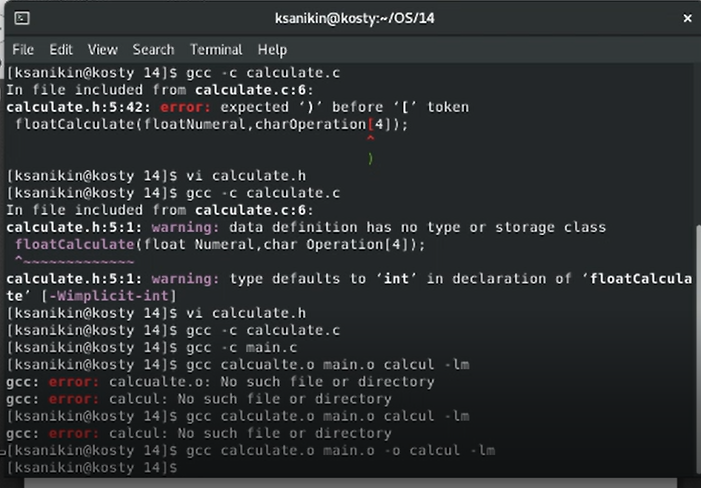 ksanikin@kosty:~/OS/14
File Edit View Search Terminal Help
[ksanikin@kosty 14]$ gcc -c calculate.c
In file included from calculate.c:6:
calculate.h:5:42: error: expected ‘)’ before ‘[’ token
floatCalculate(floatNumeral,charOperation[4]);
^
)
[ksanikin@kosty 14]$ vi calculate.h
[ksanikin@kosty 14]$ gcc -c calculate.c
In file included from calculate.c:6:
calculate.h:5:1: warning: data definition has no type or storage class
floatCalculate(float Numeral,char Operation[4]);
^~~~~~~~~~~~~~
calculate.h:5:1: warning: type defaults to ‘int’ in declaration of ‘floatCalcula
te’ [-Wimplicit-int]
[ksanikin@kosty 14]$ vi calculate.h
[ksanikin@kosty 14]$ gcc -c calculate.c
[ksanikin@kosty 14]$ gcc -c main.c
[ksanikin@kosty 14]$ gcc calcualte.o main.o calcul -lm
gcc: error: calcualte.o: No such file or directory
gcc: error: calcul: No such file or directory
[ksanikin@kosty 14]$ gcc calculate.o main.o calcul -lm
gcc: error: calcul: No such file or directory
[ksanikin@kosty 14]$ gcc calculate.o main.o -o calcul -lm
[ksanikin@kosty 14]$